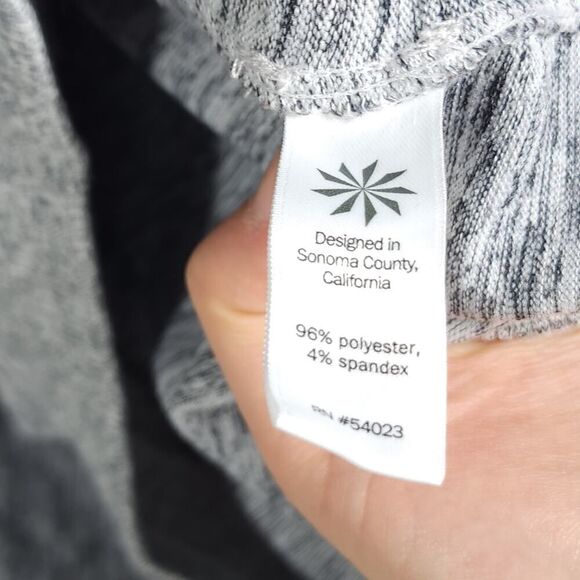 Designed in
Sonoma County,
California
96% polyester,
4% spandex
RN #54023